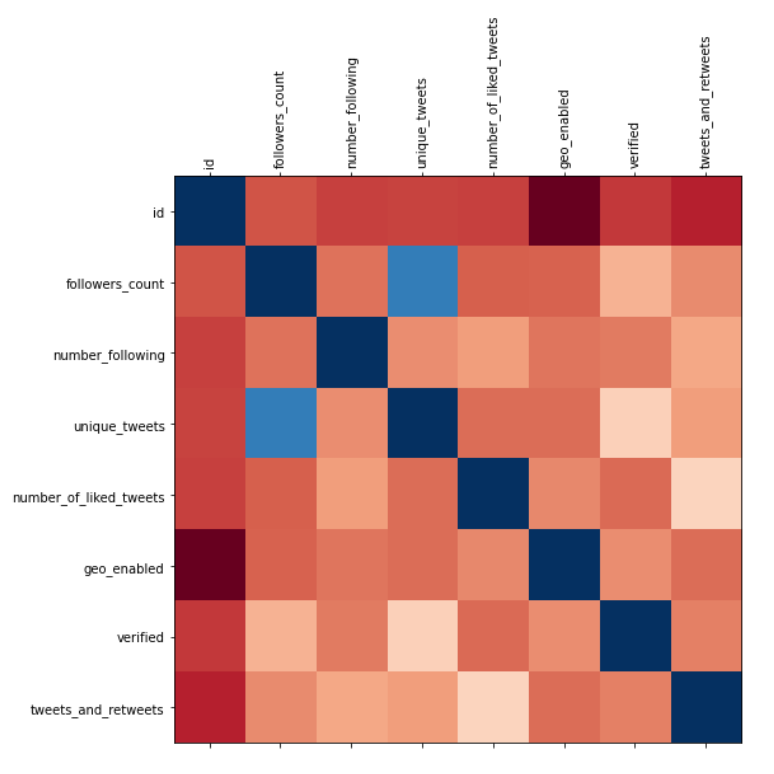 id
followers_count
number_following
unique_tweets
number_of_liked_tweets
geo_enabled
verified
tweets_and_retweets
id
followers_count
number_following
unique_tweets
number_of_liked_tweets
geo_enabled
verified
tweets_and_retweets